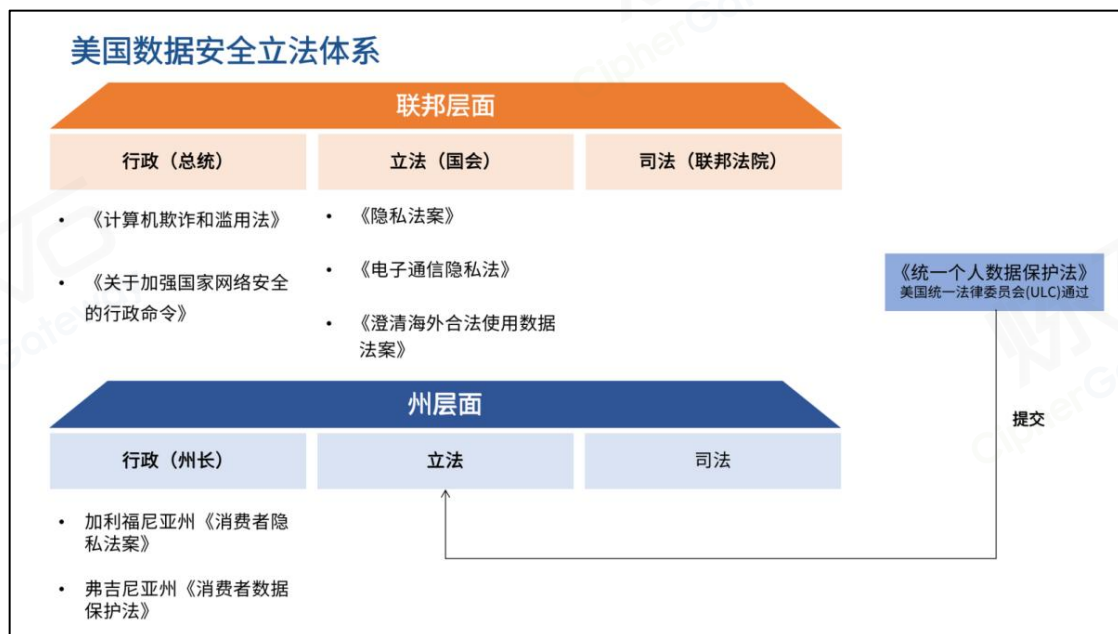 美国数据安全立法体系
联邦层面
行政（总统）
立法（国会）
司法（联邦法院）
• 《计算机欺诈和滥用法》
• 《关于加强国家网络安全
的行政命令》
• 《隐私法案》
• 《电子通信隐私法》
• 《澄清海外合法使用数据
法案》
《统一个人数据保护法》
美国统一法律委员会(ULC)通过
提交
州层面
行政（州长）
立法
司法
• 加利福尼亚州《消费者隐
私法案》
• 弗吉尼亚州《消费者数据
保护法》
CipherGateway